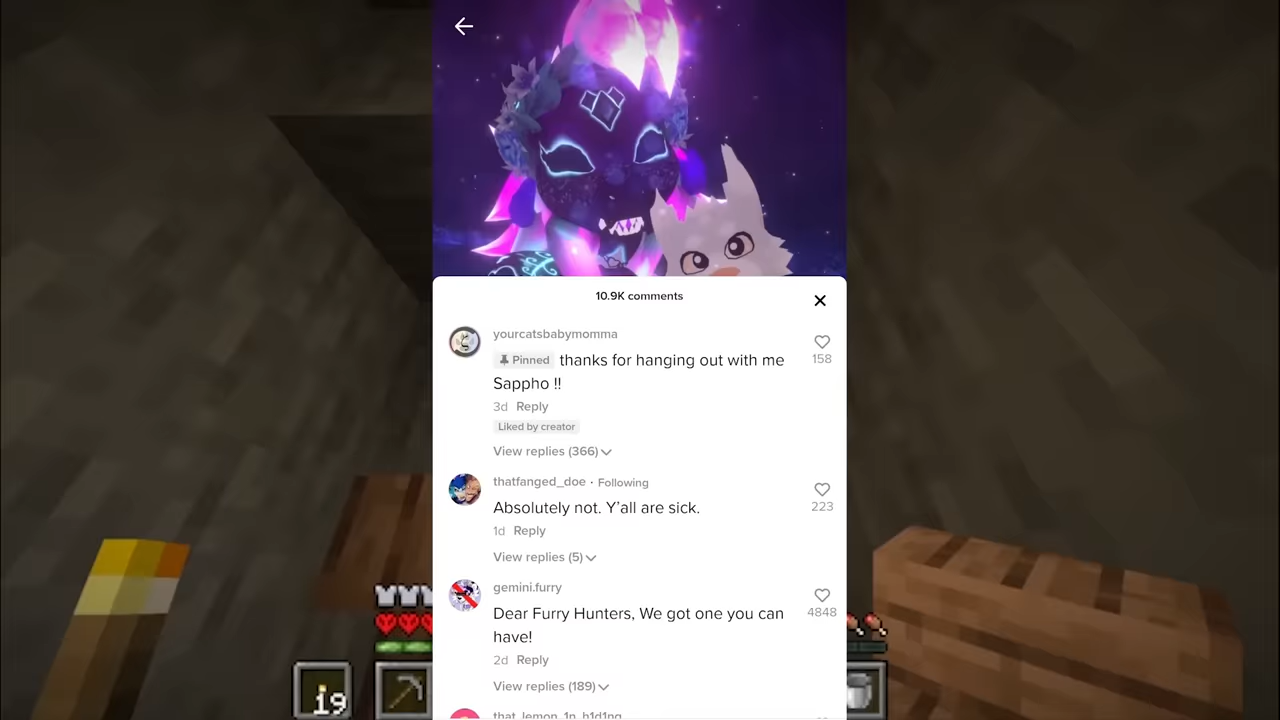 10.9K comments
yourcatsbabymomma
Pinned thanks for hanging out with me
Sappho !!
158
3d Reply
Liked by creator
View replies (366)
thatfanged_doe · Following
Absolutely not. Y’all are sick.
223
1d Reply
View replies (5)
gemini.furry
Dear Furry Hunters, We got one you can
have!
4848
2d Reply
View replies (189)
that_lemon_1n_h1d1ng
19